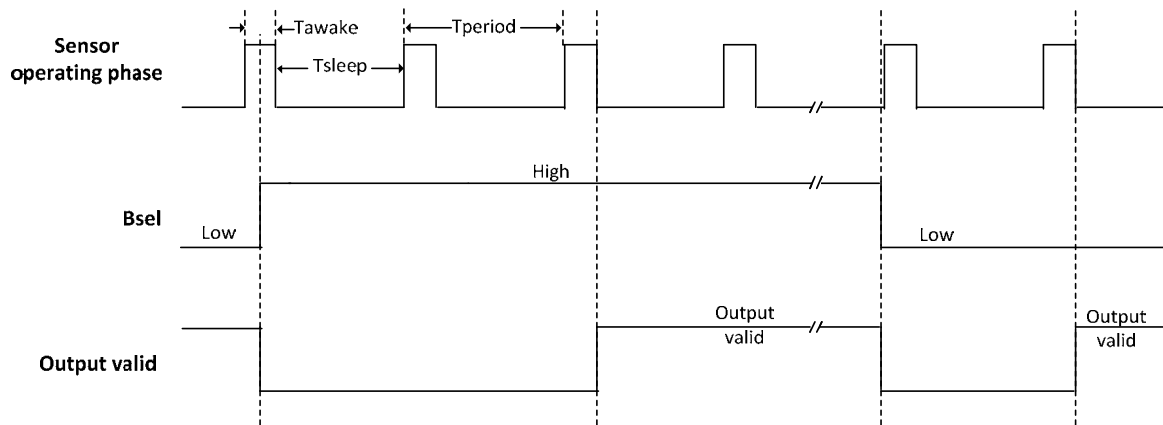 Sensor
operating phase
Tawake
Tperiod
Tsleep
Bsel
Low
High
Low
Output valid
Output
valid
Output
valid